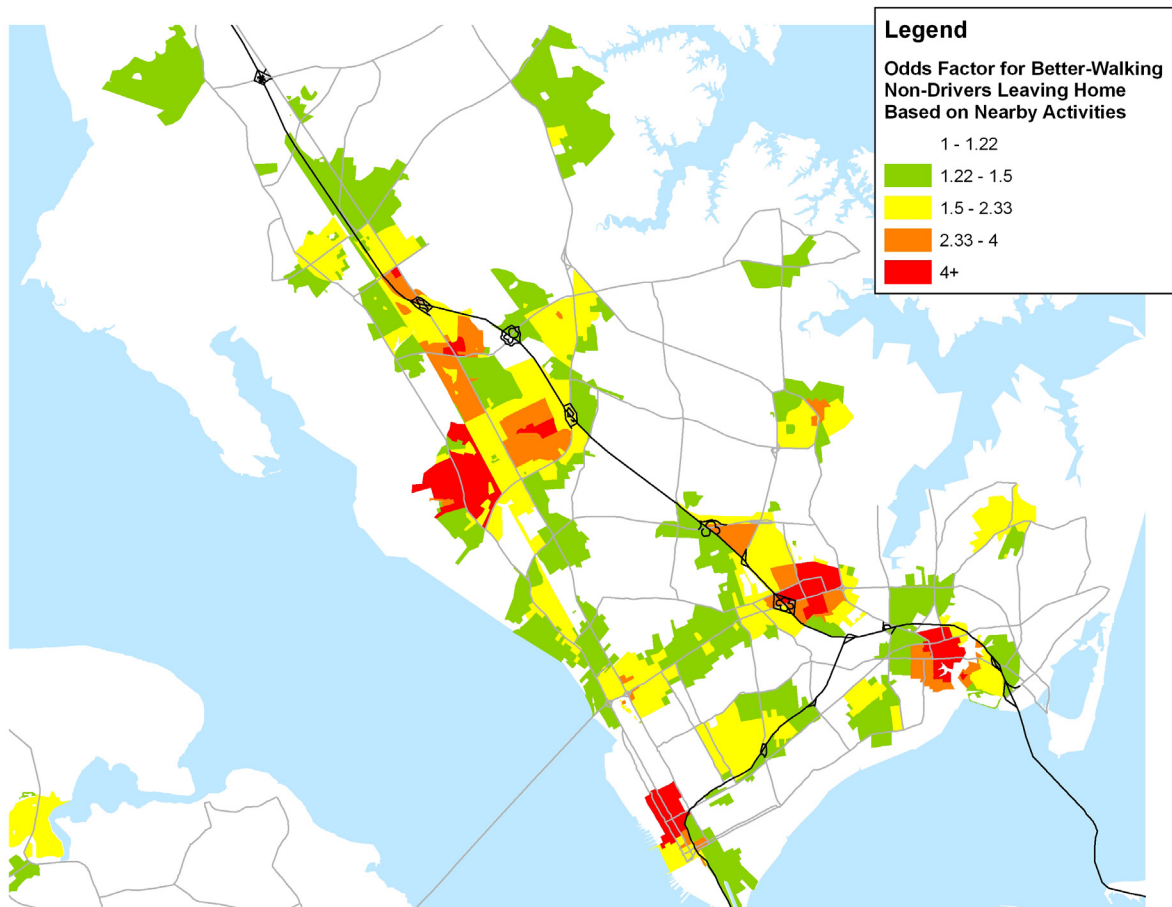 Legend
Odds Factor for Better-Walking
Non-Drivers Leaving Home
Based on Nearby Activities
1 - 1.22
1.22 - 1.5
1.5 - 2.33
2.33 - 4
4+